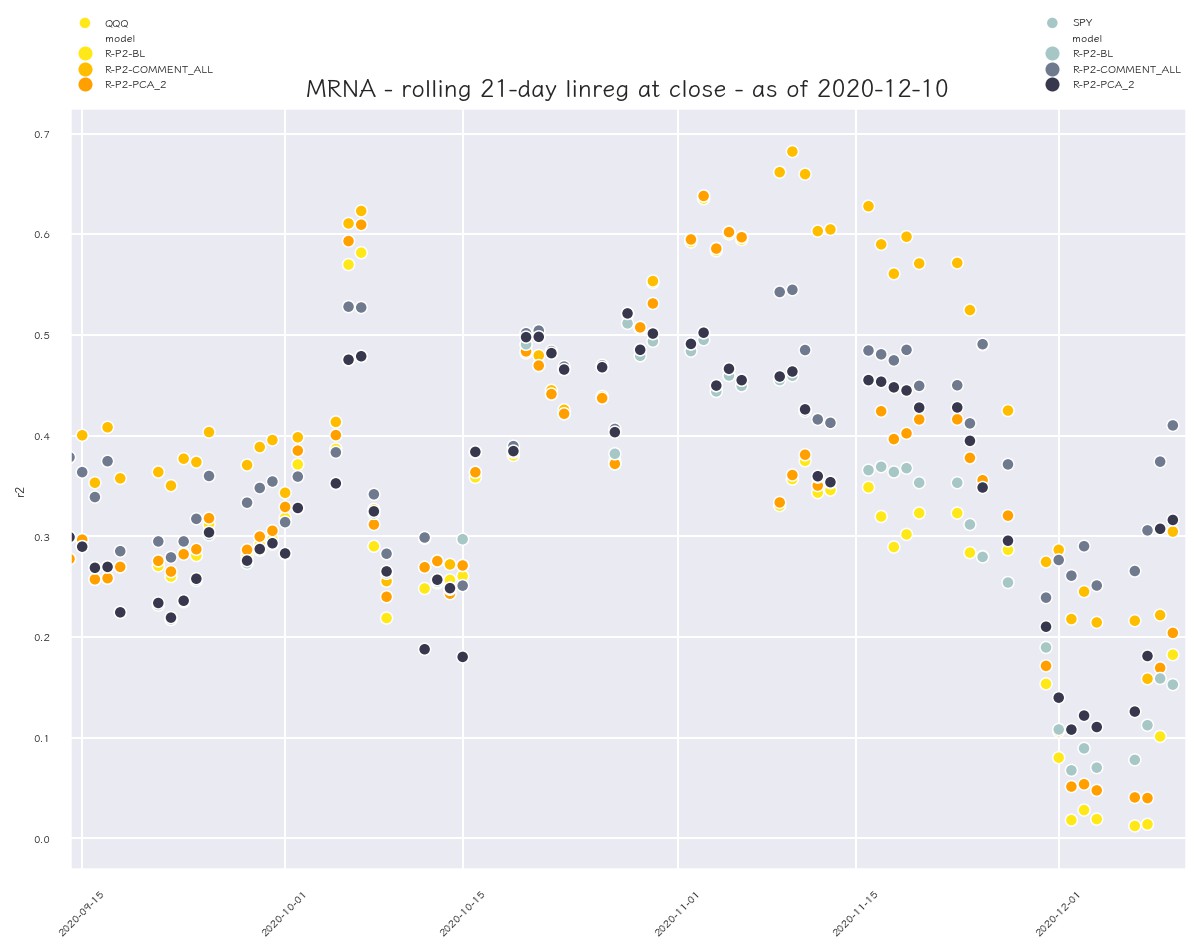 QQQ
model
R-P2-BL
R-P2-COMMENT_ALL
R-P2-PCA_2
SPY
model
R-P2-BL
R-P2-COMMENT_ALL
R-P2-PCA_2
MRNA - rolling 21-day linreg at close - as of 2020-12-10
0.7
0.6
0.5
0.4
0.3
0.2
0.1
0.0
r2
2020-09-15
2020-10-01
2020-10-15
2020-11-01
2020-11-15
2020-12-01